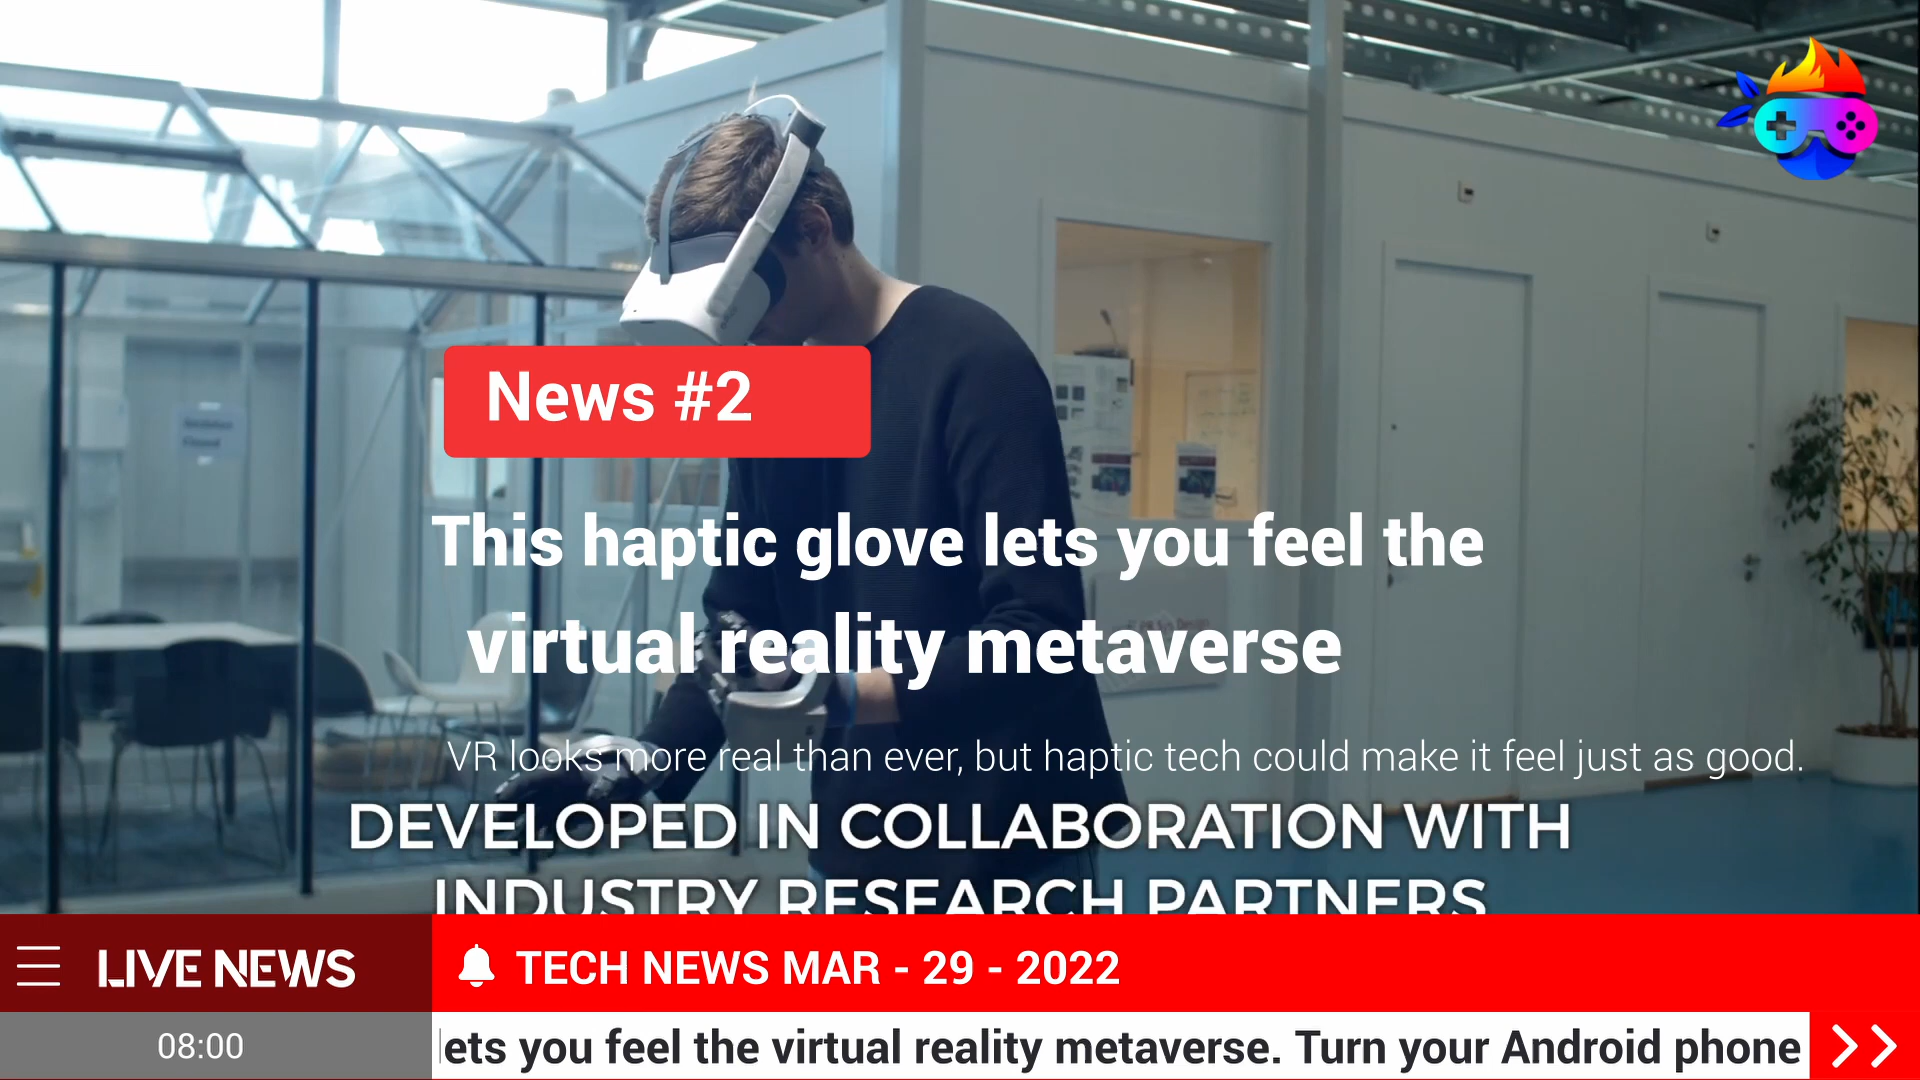 News #2
This haptic glove lets you feel the
virtual reality metaverse
VR looks more real than ever, but haptic tech could make it feel just as good.
DEVELOPED IN COLLABORATION WITH
INDUSTRY RESEARCH PARTNERS
LIVE NEWS
TECH NEWS MAR - 29 - 2022
08:00
lets you feel the virtual reality metaverse. Turn your Android phone